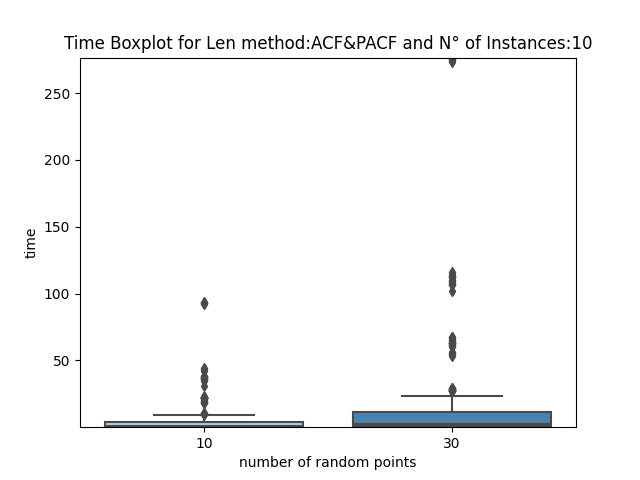 Time Boxplot for Len method:ACF&PACF and N° of Instances:10
250
200
150
100
50
time
10
30
number of random points